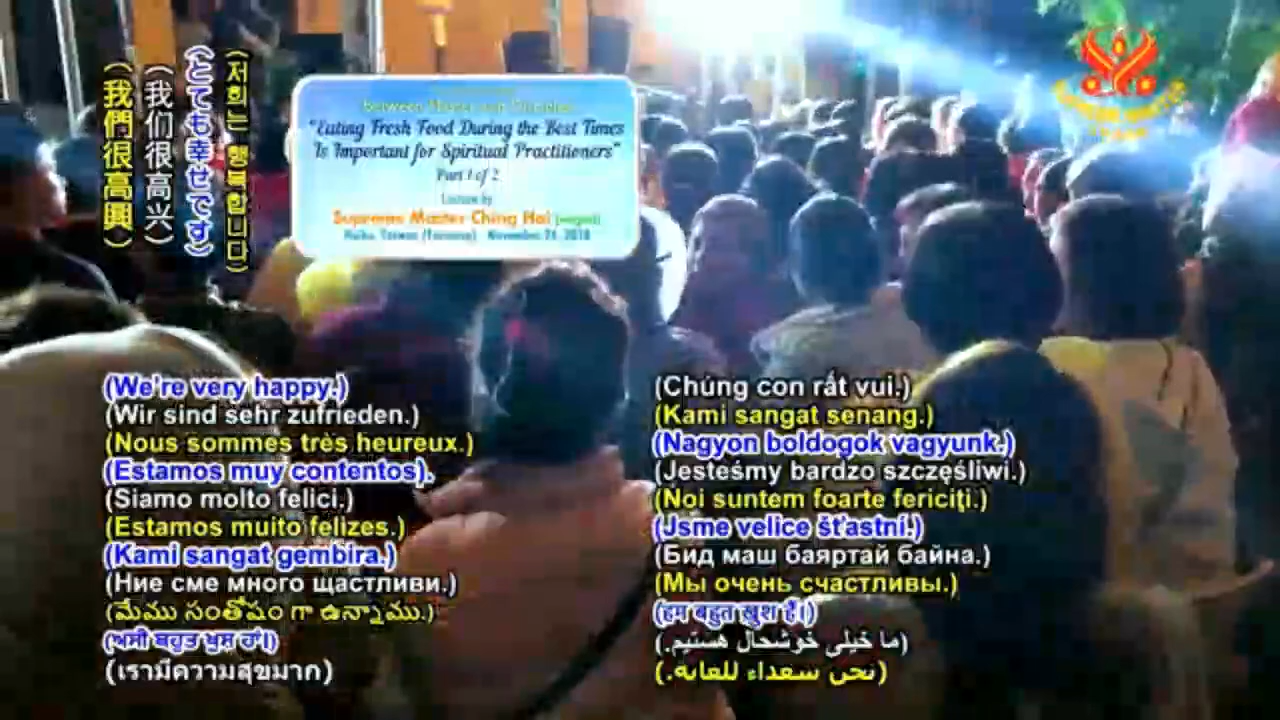 (저희는 행복합니다)
(とても幸せです)
(我们很高兴)
(我們很高興)
between Master and Disciples
"Eating Fresh Food During the Best Times
Is Important for Spiritual Practitioners"
Part 1 of 2
Lecture by
Supreme Master Ching Hai (vegan)
Taiwan (Formosa)
(We're very happy.)
(Wir sind sehr zufrieden.)
(Nous sommes très heureux.)
(Estamos muy contentos).
(Siamo molto felici.)
(Estamos muito felizes.)
(Kami sangat gembira.)
(Ние сме много щастливи.)
(మేము సంతోషం గా ఉన్నాము.)
(ਅਸੀ ਬਹੁਤ ਖੁਸ਼ ਹਾਂ।)
(เรามีความสุขมาก)
(Chúng con rất vui.)
(Kami sangat senang.)
(Nagyon boldogok vagyunk.)
(Jesteśmy bardzo szczęśliwi.)
(Noi suntem foarte fericiţi.)
(Jsme velice šťastní.)
(Бид маш баяртай байна.)
(Мы очень счастливы.)
(हम बहुत खुश हैं।)
(ما خیلی خوشحال هستیم.)
(نحن سعداء للغاية.)